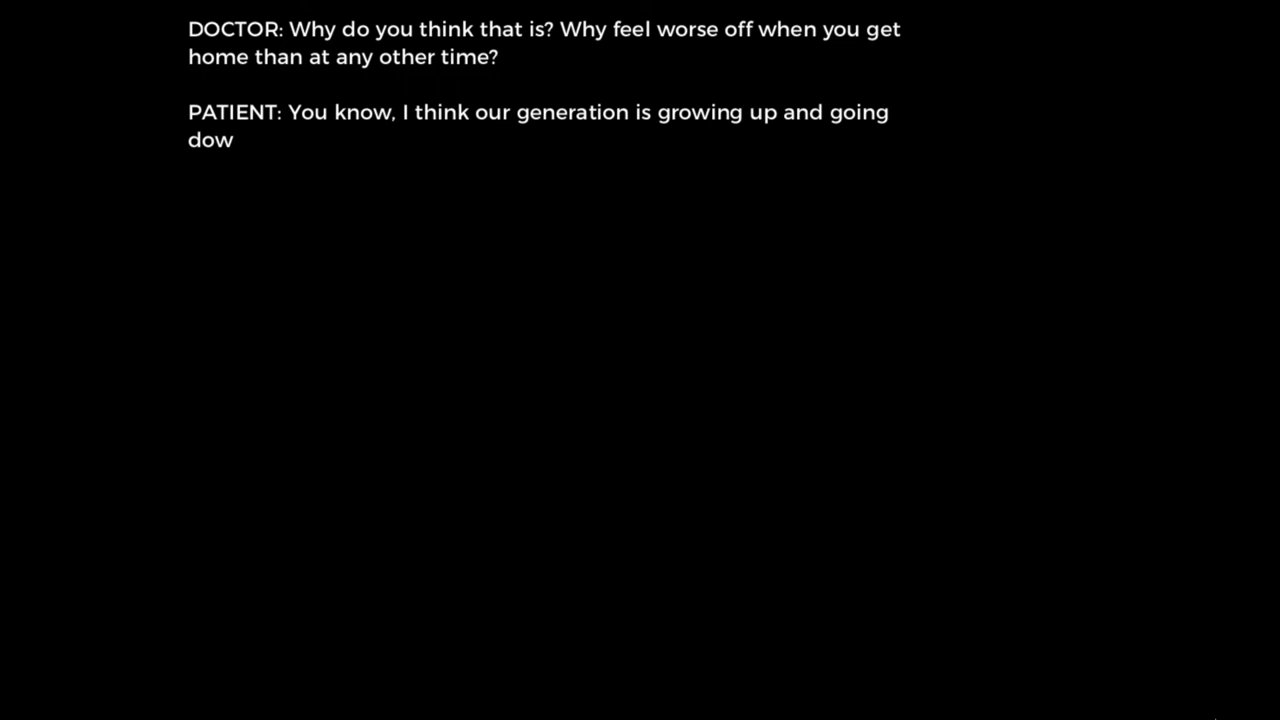 DOCTOR: Why do you think that is? Why feel worse off when you get
home than at any other time?
PATIENT: You know, I think our generation is growing up and going
dow